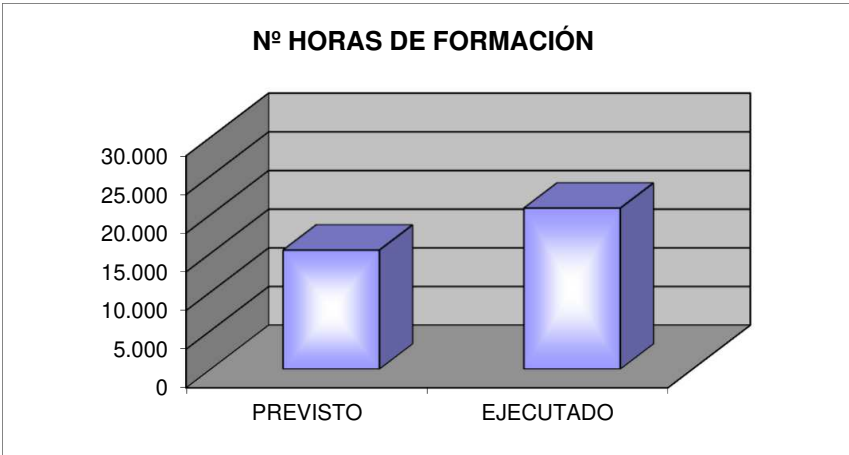 Nº HORAS DE FORMACIÓN
30.000
25.000
20.000
15.000
10.000
5.000
0
PREVISTO
EJECUTADO